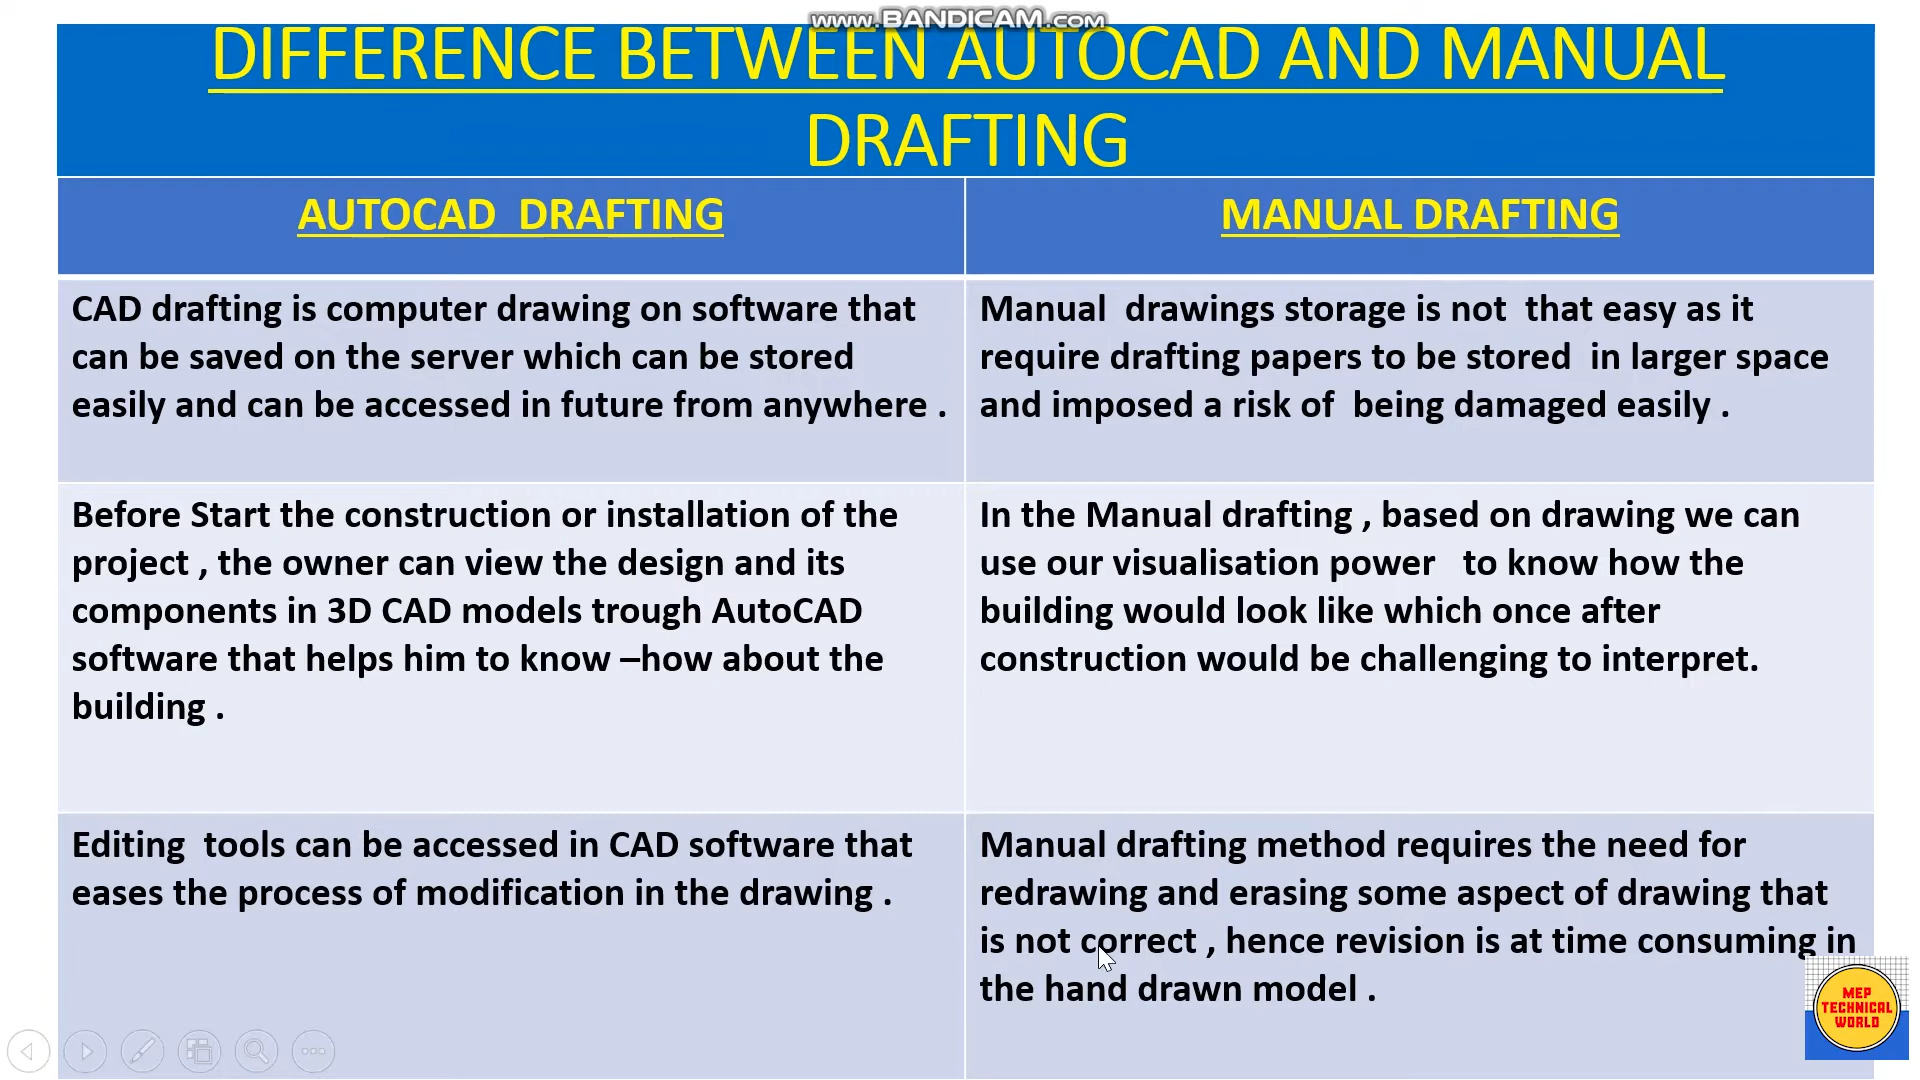 www.BANDICAM.com
DIFFERENCE BETWEEN AUTOCAD AND MANUAL
DRAFTING
AUTOCAD  DRAFTING
MANUAL DRAFTING
CAD drafting is computer drawing on software that
can be saved on the server which can be stored
easily and can be accessed in future from anywhere .
Manual  drawings storage is not  that easy as it
require drafting papers to be stored  in larger space
and imposed a risk of  being damaged easily .
Before Start the construction or installation of the
project , the owner can view the design and its
components in 3D CAD models trough AutoCAD
software that helps him to know –how about the
building .
In the Manual drafting , based on drawing we can
use our visualisation power   to know how the
building would look like which once after
construction would be challenging to interpret.
Editing  tools can be accessed in CAD software that
eases the process of modification in the drawing .
Manual drafting method requires the need for
redrawing and erasing some aspect of drawing that
is not correct , hence revision is at time consuming in
the hand drawn model .
MEP
TECHNICAL
WORLD